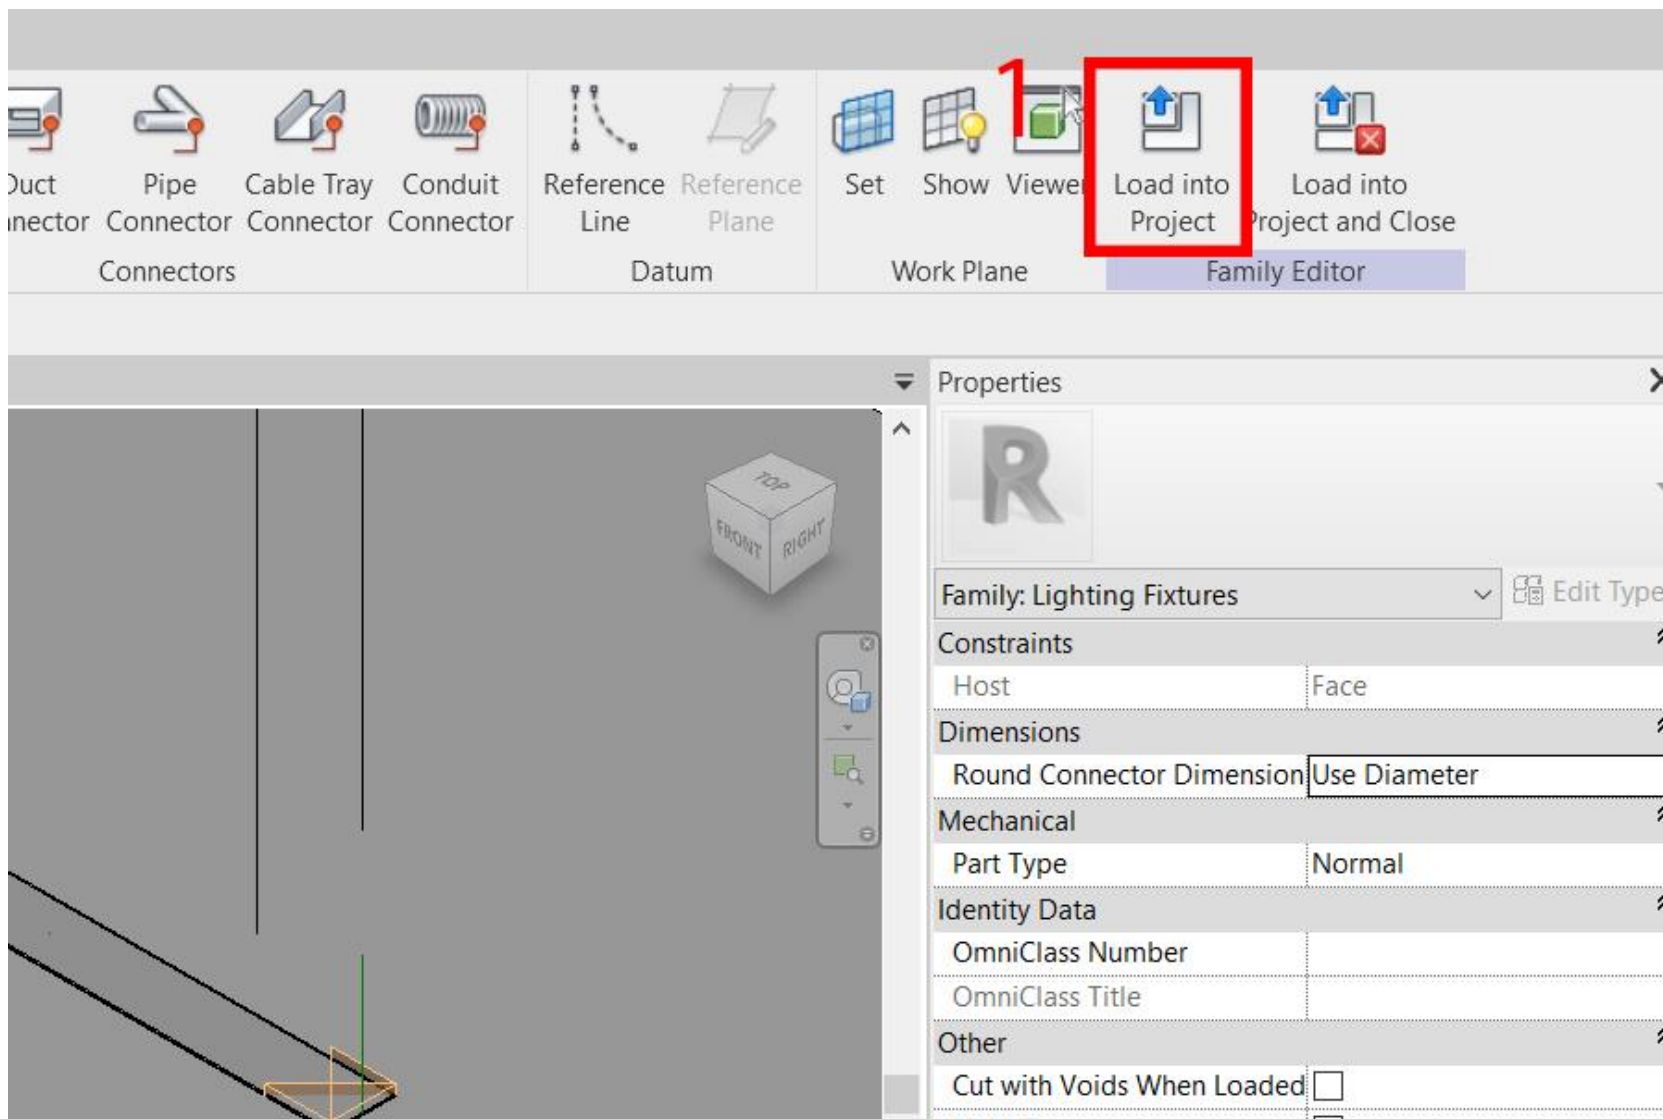 1
Duct Pipe Cable Tray Conduit Reference Reference Set Show Viewer Load into Load into
Connector Connector Connector Line Plane Project Project and Close
Connectors Datum Work Plane Family Editor
Properties
R
TOP
FRONT RIGHT
Family: Lighting Fixtures Edit Type
Constraints
Host Face
Dimensions
Round Connector Dimension Use Diameter
Mechanical
Part Type Normal
Identity Data
OmniClass Number
OmniClass Title
Other
Cut with Voids When Loaded